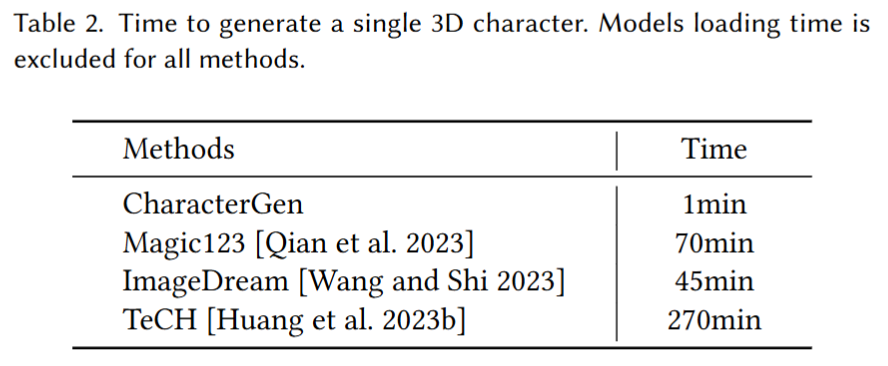 Table 2. Time to generate a single 3D character. Models loading time is
excluded for all methods.
Methods Time
CharacterGen 1min
Magic123 [Qian et al. 2023] 70min
ImageDream [Wang and Shi 2023] 45min
TeCH [Huang et al. 2023b] 270min